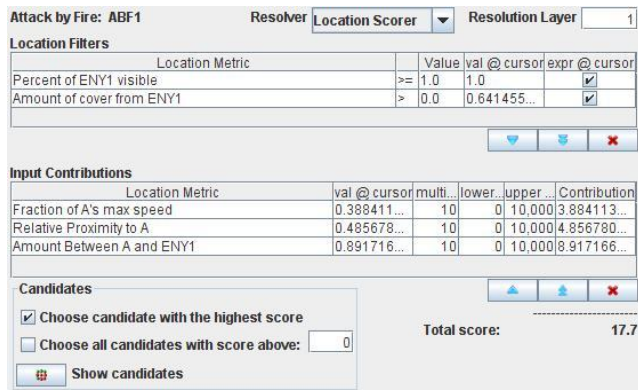 Attack by Fire: ABF1 Resolver Location Scorer Resolution Layer 1
Location Filters
Location Metric Value val @ cursor expr @ cursor
Percent of ENY1 visible >= 1.0 1.0
Amount of cover from ENY1 > 0.0 0.641455...
Input Contributions
Location Metric val @ cursor multi... lower... upper ... Contribution
Fraction of A's max speed 0.388411... 10 0 10,000 3.884113...
Relative Proximity to A 0.485678... 10 0 10,000 4.856780...
Amount Between A and ENY1 0.891716... 10 0 10,000 8.917166...
Candidates
Choose candidate with the highest score
Choose all candidates with score above: 0
Show candidates
Total score: 17.7